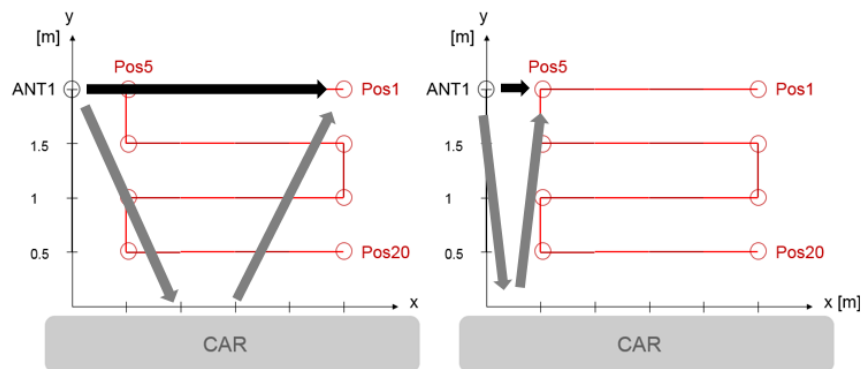 y
[m]
Pos5
ANT1
Pos1
1.5
1
0.5
Pos20
x
CAR
y
[m]
Pos5
ANT1
Pos1
1.5
1
0.5
Pos20
x [m]
CAR